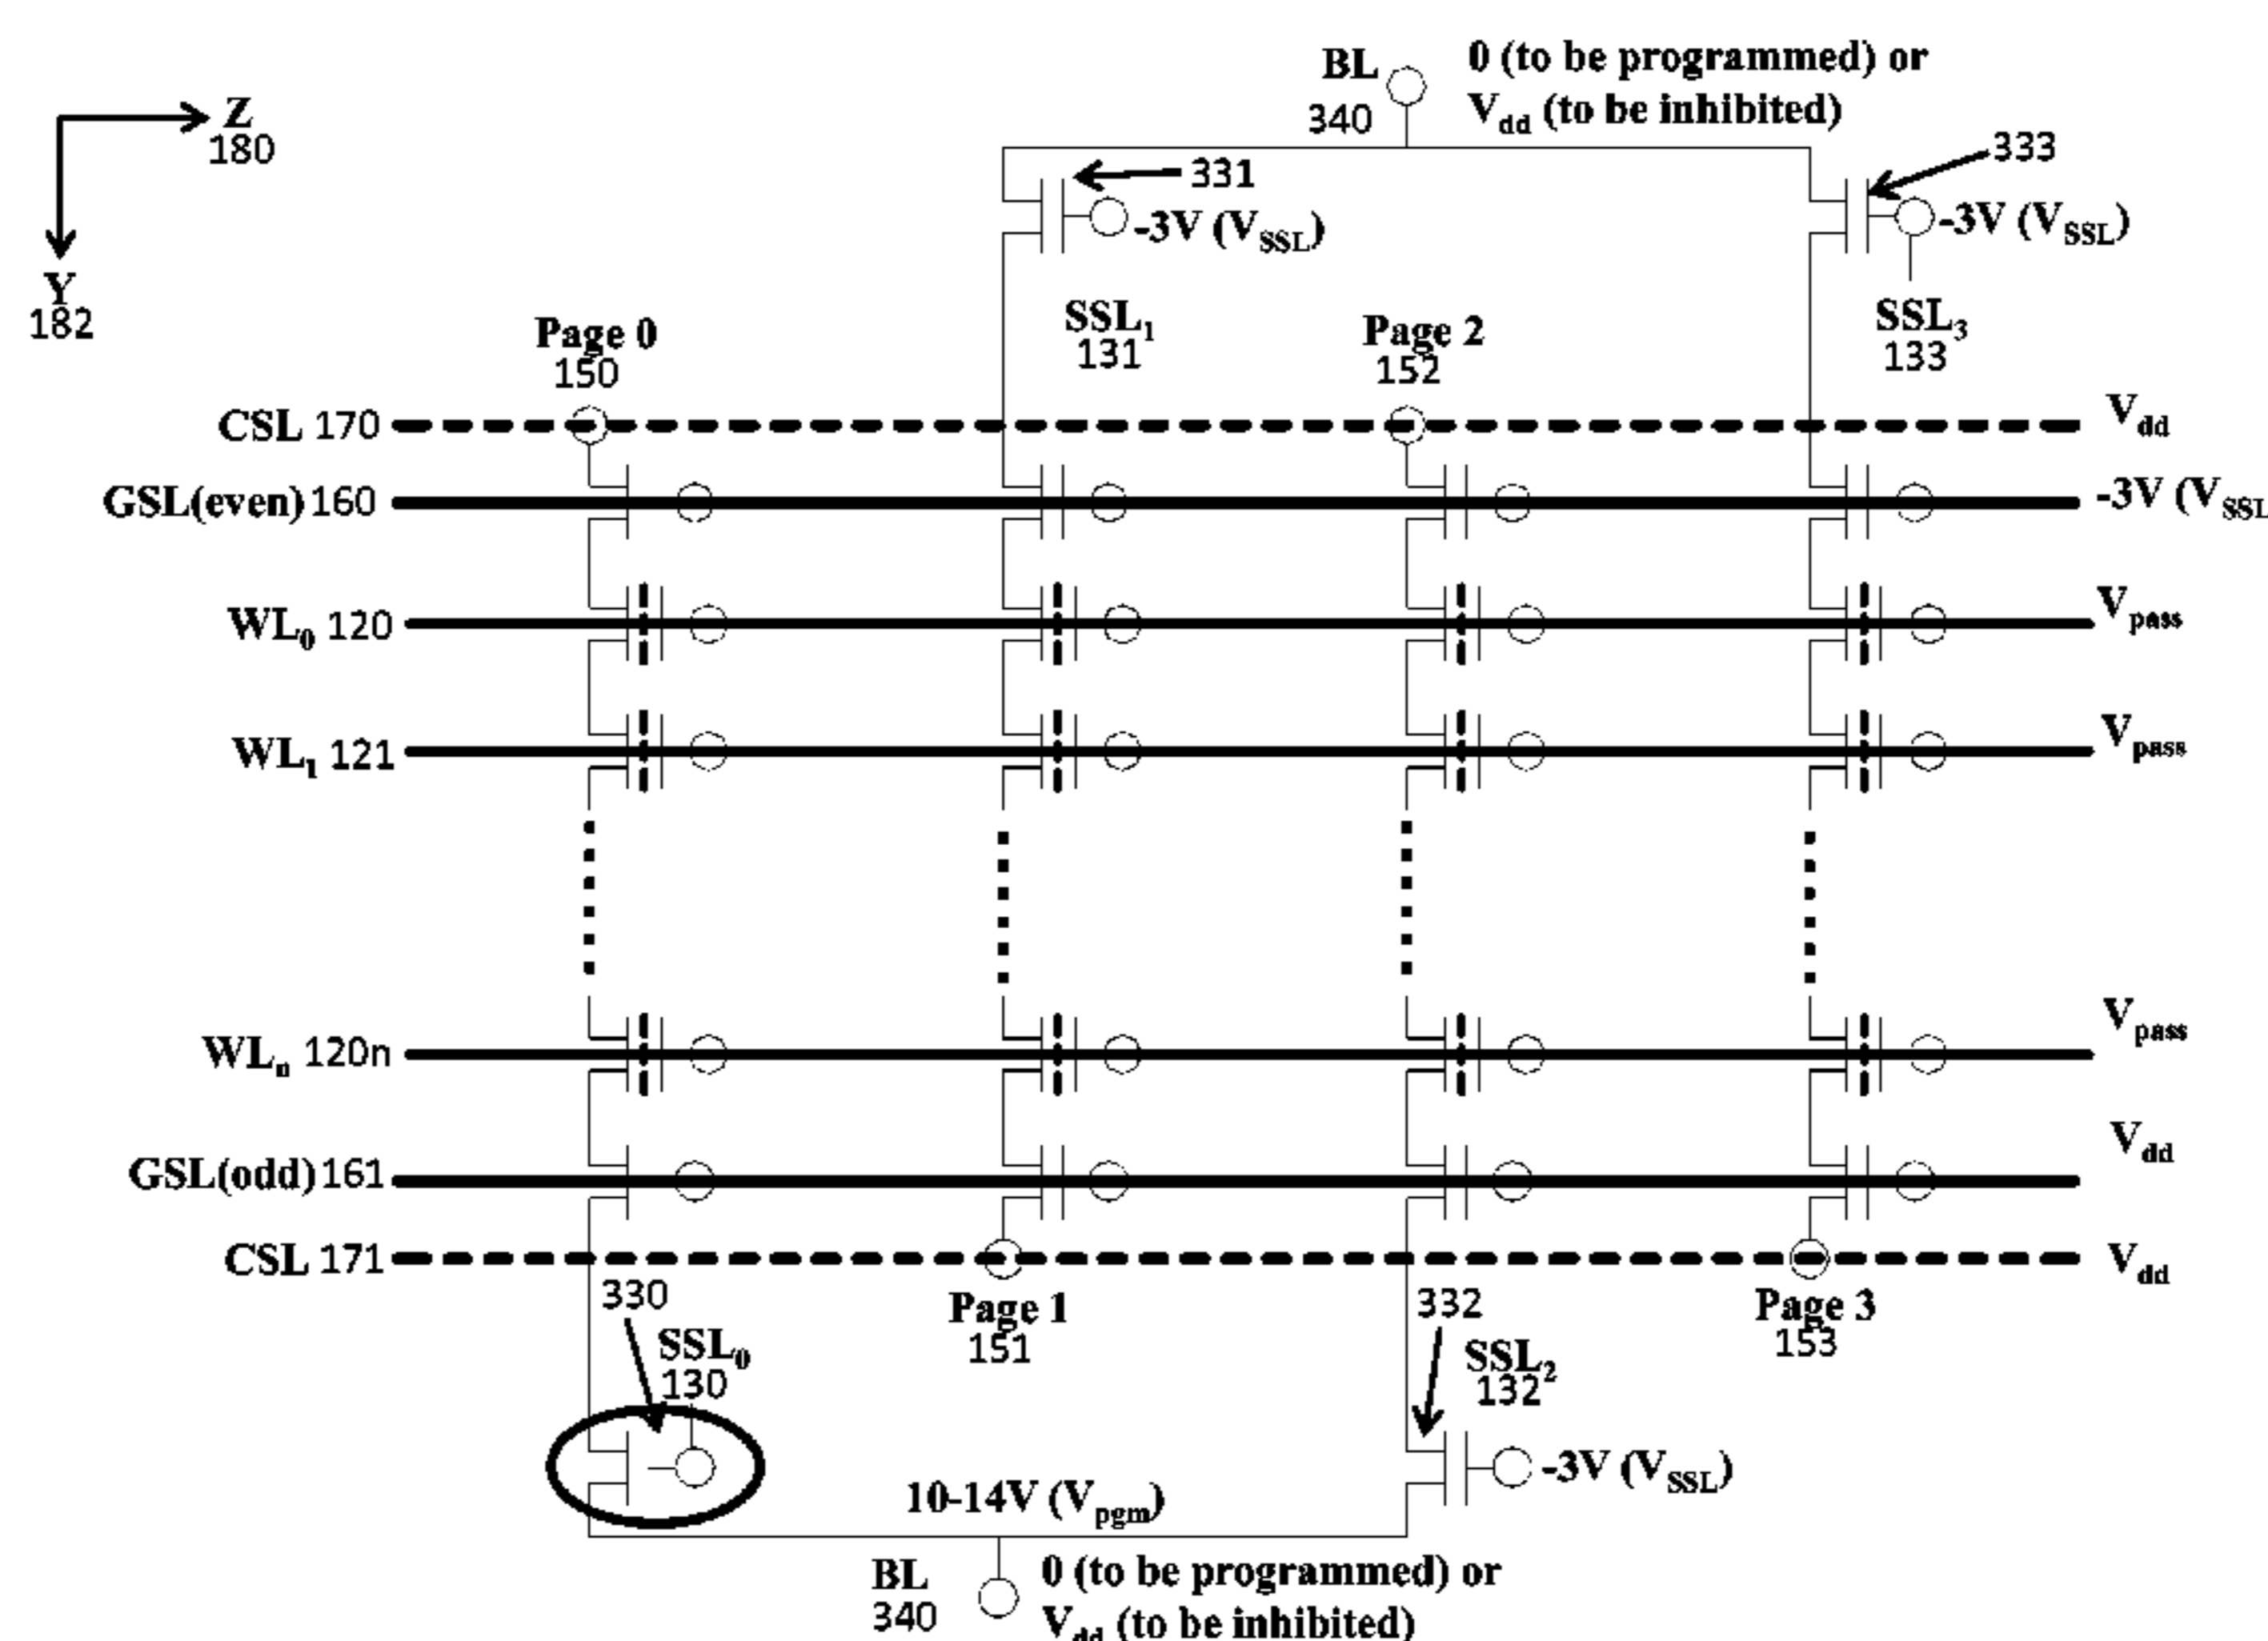 BL 0 (to be programmed) or
340 Vdd (to be inhibited)
Z
180
331
333
-3V (VSSL)
-3V (VSSL)
Y
182
Page 0
150
SSL1
131
Page 2
152
SSL3
133
CSL 170 Vdd
GSL(even) 160 -3V (VSSL
WL0 120 Vpass
WL1 121 Vpass
WLn 120n Vpass
GSL(odd) 161 Vdd
CSL 171 Vdd
330
SSL0
130
Page 1
151
332
SSL2
132
Page 3
153
-3V (VSSL)
10-14V (Vpgm)
BL 0 (to be programmed) or
340 Vdd (to be inhibited)